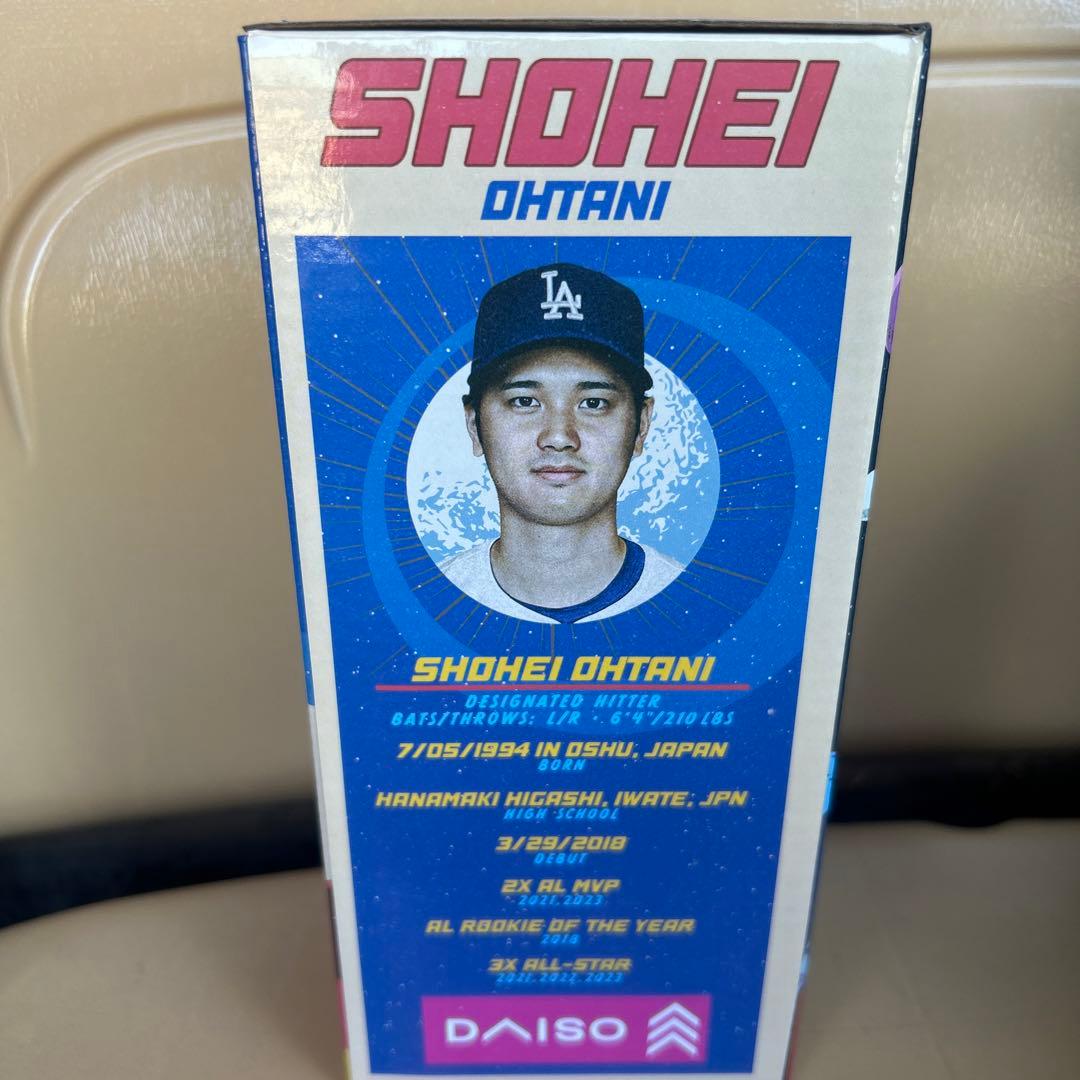 SHOHEI
OHTANI
LA
SHOHEI OHTANI
DESIGNATED HITTER
BATS/THROWS: L/R · 6'4"/210 LBS
7/05/1994 IN OSHU, JAPAN
BORN
HANAMAKI HIGASHI, IWATE, JPN
HIGH SCHOOL
3/29/2018
DEBUT
2X AL MVP
2021, 2023
AL ROOKIE OF THE YEAR
2018
3X ALL-STAR
2021, 2022, 2023
DAISO